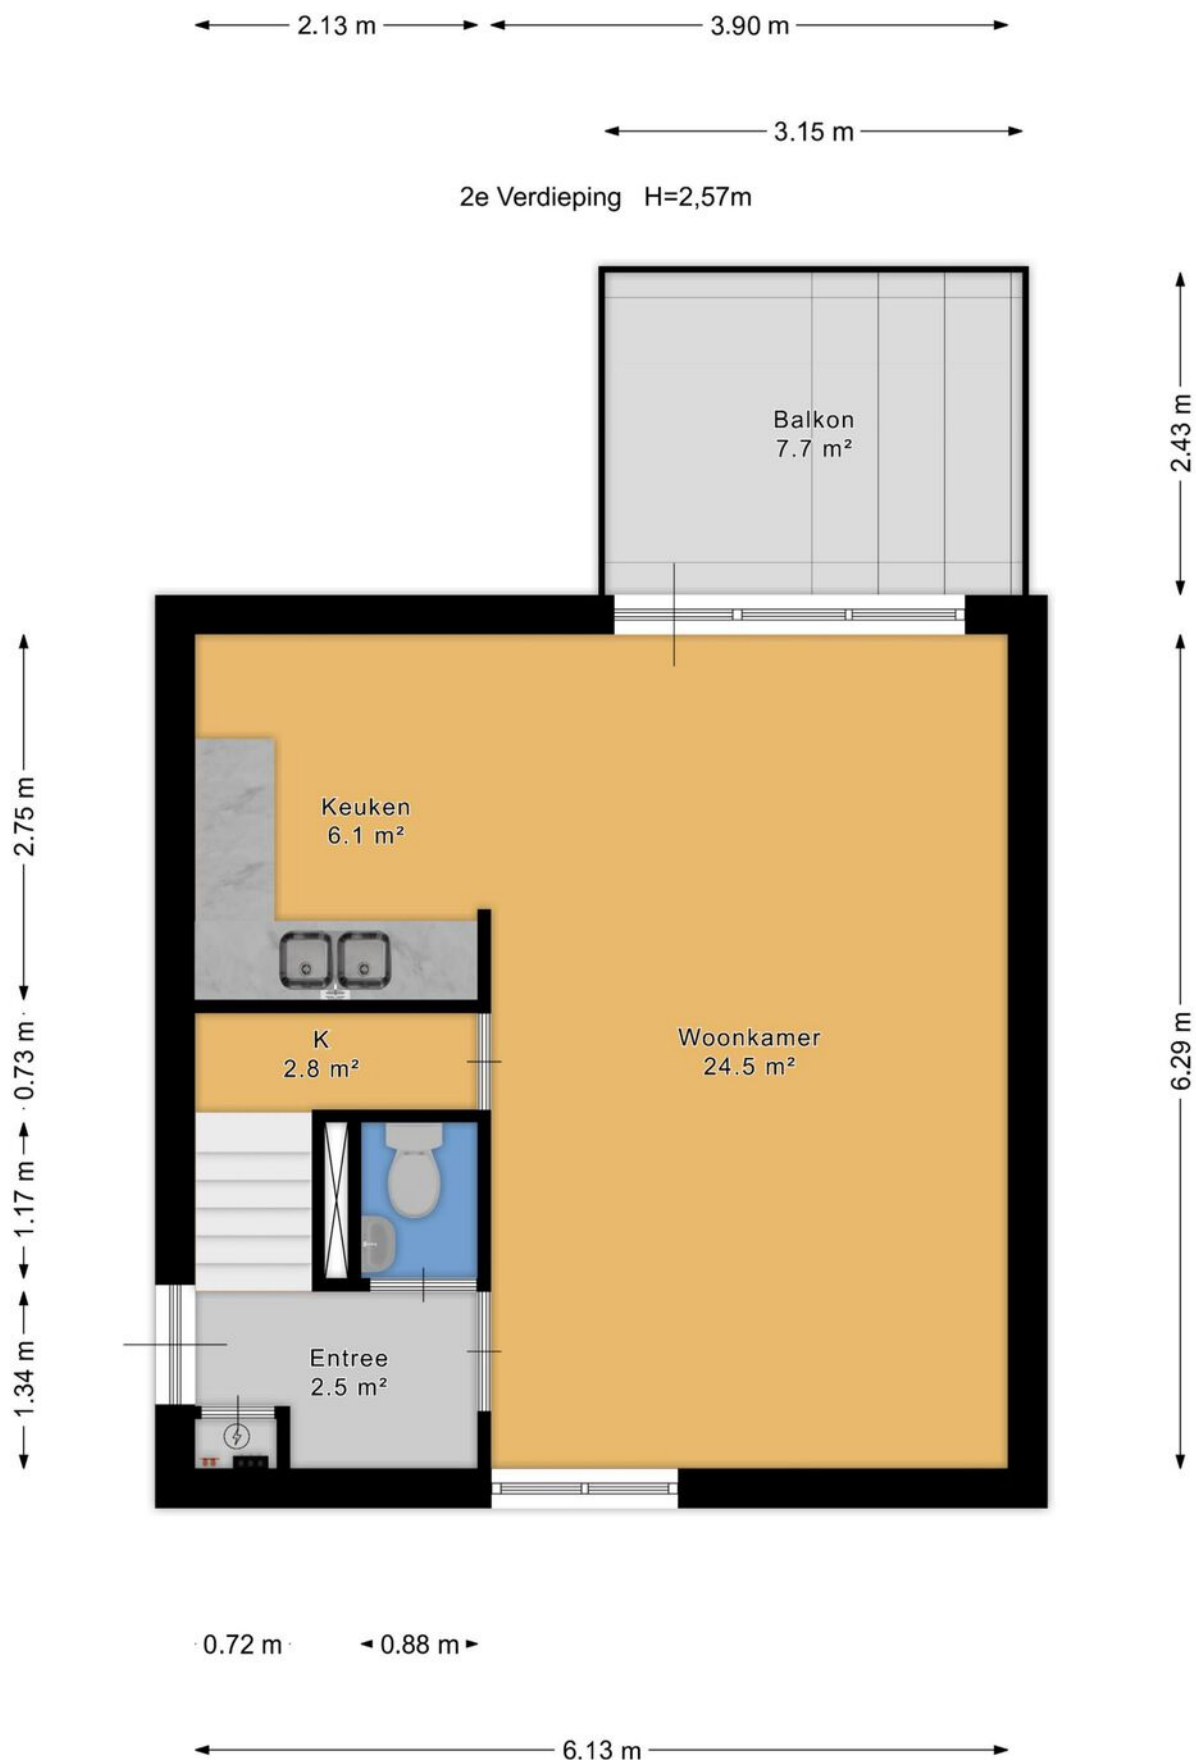 2.13 m
3.90 m
3.15 m
2e Verdieping H=2,57m
2.43 m
Balkon
7.7 m²
2.75 m
Keuken
6.1 m²
0.73 m
K
2.8 m²
Woonkamer
24.5 m²
6.29 m
1.17 m
1.34 m
Entree
2.5 m²
0.72 m
0.88 m
6.13 m